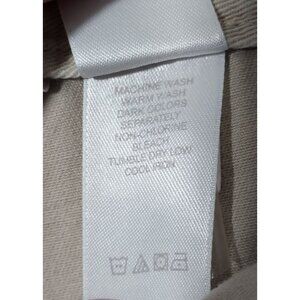 MACHINE WASH
WARM WASH
DARK COLORS
SEPARATELY
NON-CHLORINE
BLEACH
TUMBLE DRY LOW
COOL IRON